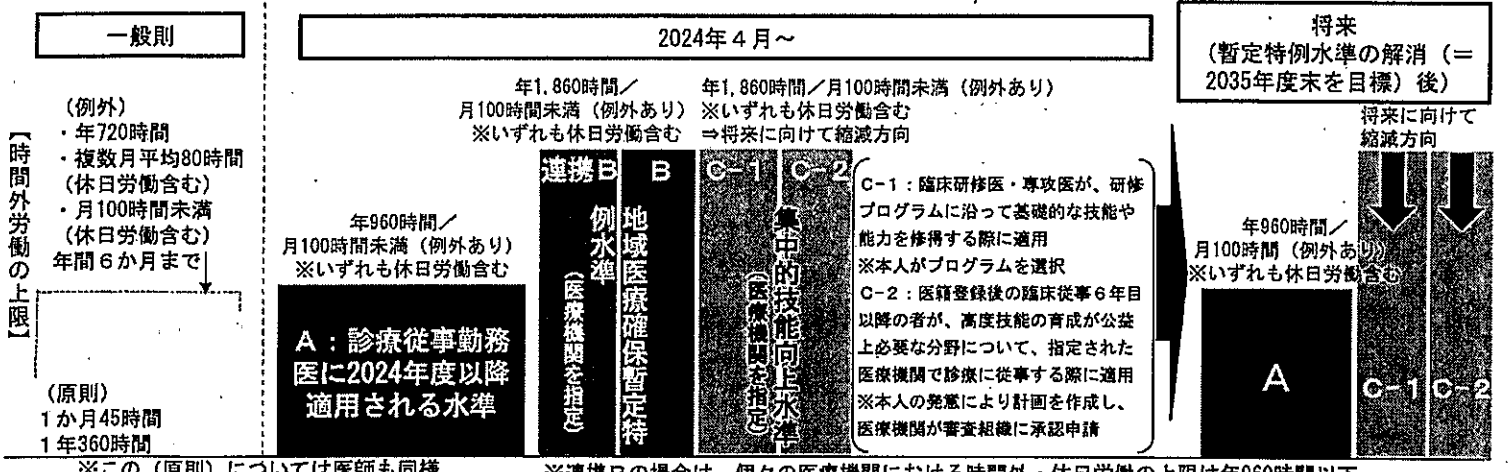 一般則
2024年4月~
将来
(暫定特例水準の解消(=
2035年度末を目標)後)
【時間外労働の上限】
(例外)
・年720時間
・複数月平均80時間
(休日労働含む)
・月100時間未満
(休日労働含む)
年間6か月まで
(原則)
1か月45時間
1年360時間
年960時間/
月100時間未満(例外あり)
※いずれも休日労働含む
A:診療従事勤務
医に2024年度以降
適用される水準
年1,860時間/
月100時間未満(例外あり)
※いずれも休日労働含む
連携B
B
地域医療確保暫定特
例水準
(医療機関を指定)
年1,860時間/月100時間未満(例外あり)
※いずれも休日労働含む
⇒将来に向けて縮減方向
C-1
C-2
集中的技能向上水準
(医療機関を指定)
C-1:臨床研修医・専攻医が、研修
プログラムに沿って基礎的な技能や
能力を修得する際に適用
※本人がプログラムを選択
C-2:医籍登録後の臨床従事6年目
以降の者が、高度技能の育成が公益
上必要な分野について、指定された
医療機関で診療に従事する際に適用
※本人の発意により計画を作成し、
医療機関が審査組織に承認申請
将来に向けて
縮減方向
年960時間/
月100時間(例外あり)
※いずれも休日労働含む
A
C-1
C-2
※この(原則)については医師も同様
※連携Bの場合は、個々の医療機関における時間外・休日労働の上限は年960時間以下